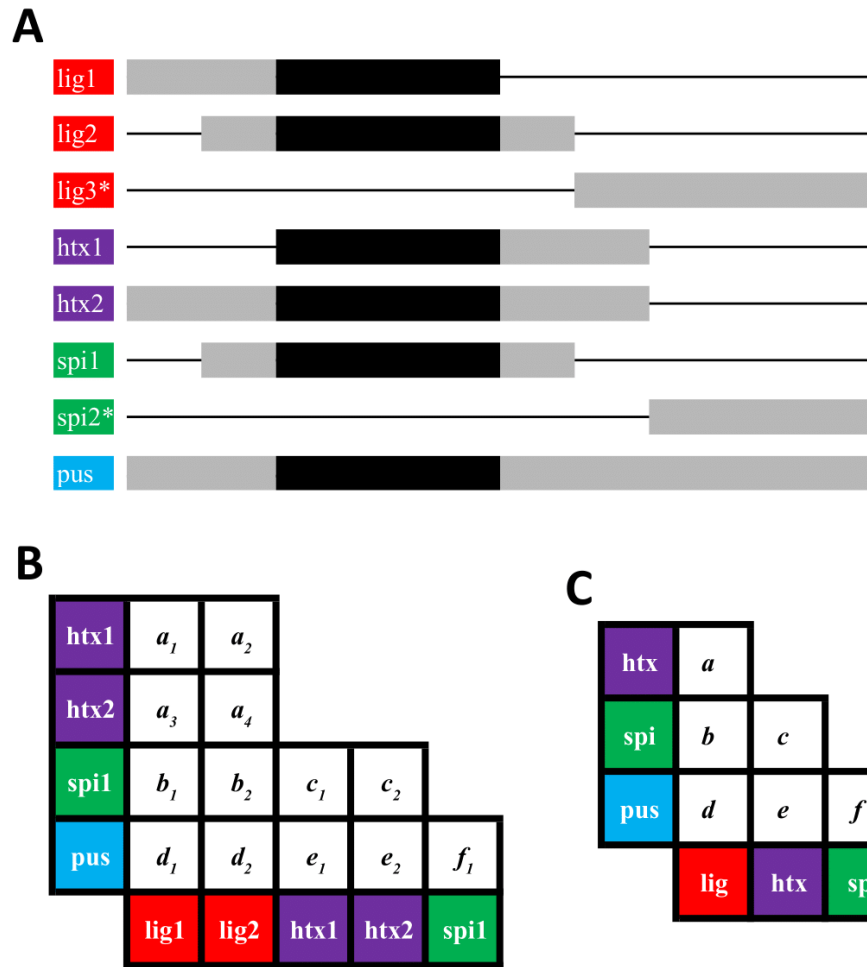 A
lig1
lig2
lig3*
htx1
htx2
spi1
spi2*
pus
B
htx1 a1 a2
htx2 a3 a4
spi1 b1 b2 c1 c2
pus d1 d2 e1 e2 f1
lig1 lig2 htx1 htx2 spi1
C
htx a
spi b c
pus d e f
lig htx sp